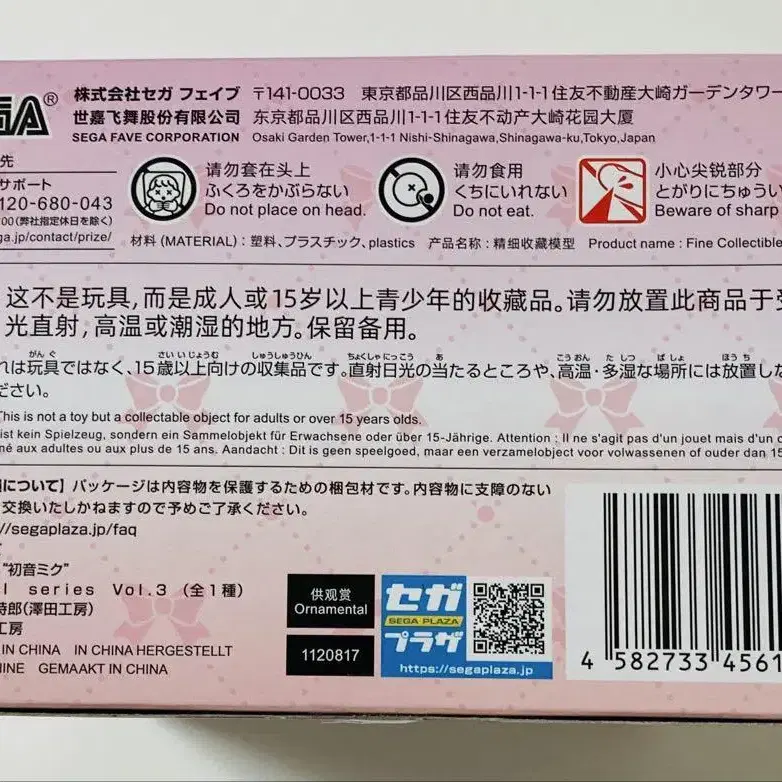 SEGA®
株式会社セガ フェイブ 〒141-0033 東京都品川区西品川1-1-1住友不動産大崎ガーデンタワー
世嘉飞舞股份有限公司 东京都品川区西品川1-1-1住友不动产大崎花园大厦
SEGA FAVE CORPORATION Osaki Garden Tower,1-1-1 Nishi-Shinagawa,Shinagawa-ku,Tokyo,Japan
先
サポート
120-680-043
00(弊社指定休日を除く)
ga.jp/contact/prize/
请勿套在头上
ふくろをかぶらない
Do not place on head.
请勿食用
くちにいれない
Do not eat.
小心尖锐部分
とがりにちゅうい
Beware of sharp
材料(MATERIAL):塑料、プラスチック、plastics 产品名称:精细收藏模型 Product name : Fine Collectible
这不是玩具,而是成人或15岁以上青少年的收藏品。请勿放置此商品于
光直射,高温或潮湿的地方。保留备用。
れは玩具ではなく、15歳以上向けの収集品です。直射日光の当たるところや、高温・多湿な場所には放置しな
ださい。
This is not a toy but a collectable object for adults or over 15 years olds.
ist kein Spielzeug, sondern ein Sammelobjekt für Erwachsene oder über 15-Jährige. Attention : Il ne s'agit pas d'un jouet mais d'un
né aux adultes ou aux plus de 15 ans. Aandacht : Dit is geen speelgoed, maar een verzamelobject voor volwassenen of ouder dan 15
について】パッケージは内容物を保護するための梱包材です。内容物に支障のない
交換いたしかねますので予めご了承ください。
//segaplaza.jp/faq
"初音ミク"
l series Vol.3(全1種)
郎(澤田工房)
工房
IN CHINA IN CHINA HERGESTELLT
HINE GEMAAKT IN CHINA
供观赏
Ornamental
1120817
セガ
SEGA PLAZA
プラザ
https://segaplaza.jp
4 582733 4561